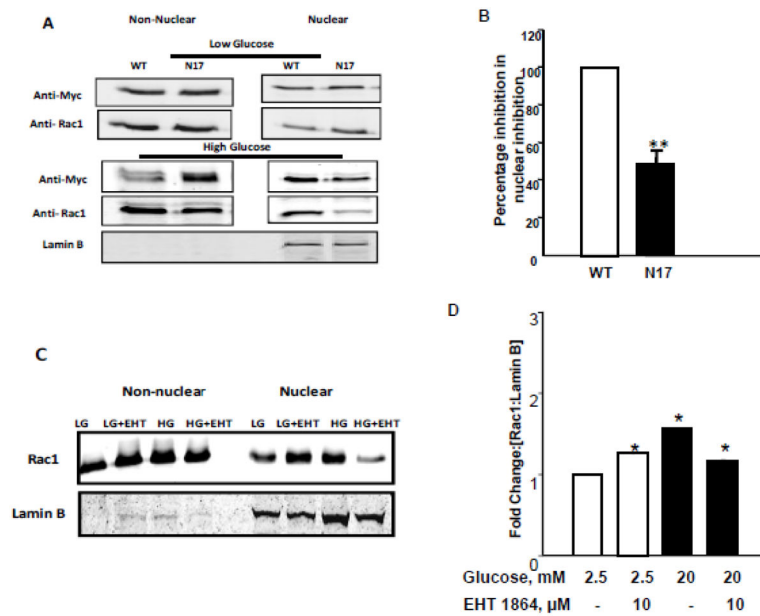 A
Non-Nuclear Nuclear
Low Glucose
WT N17 WT N17
Anti-Myc
Anti- Rac1
High Glucose
Anti-Myc
Anti-Rac1
Lamin B
B
Percentage inhibition in
nuclear inhibition
120
100
80
60
40
20
0
**
WT N17
C
Non-nuclear Nuclear
LG LG+EHT HG HG+EHT LG LG+EHT HG HG+EHT
Rac1
Lamin B
D
Fold Change:[Rac1:Lamin B]
3
2
1
0
* * *
Glucose, mM 2.5 2.5 20 20
EHT 1864, µM - 10 - 10